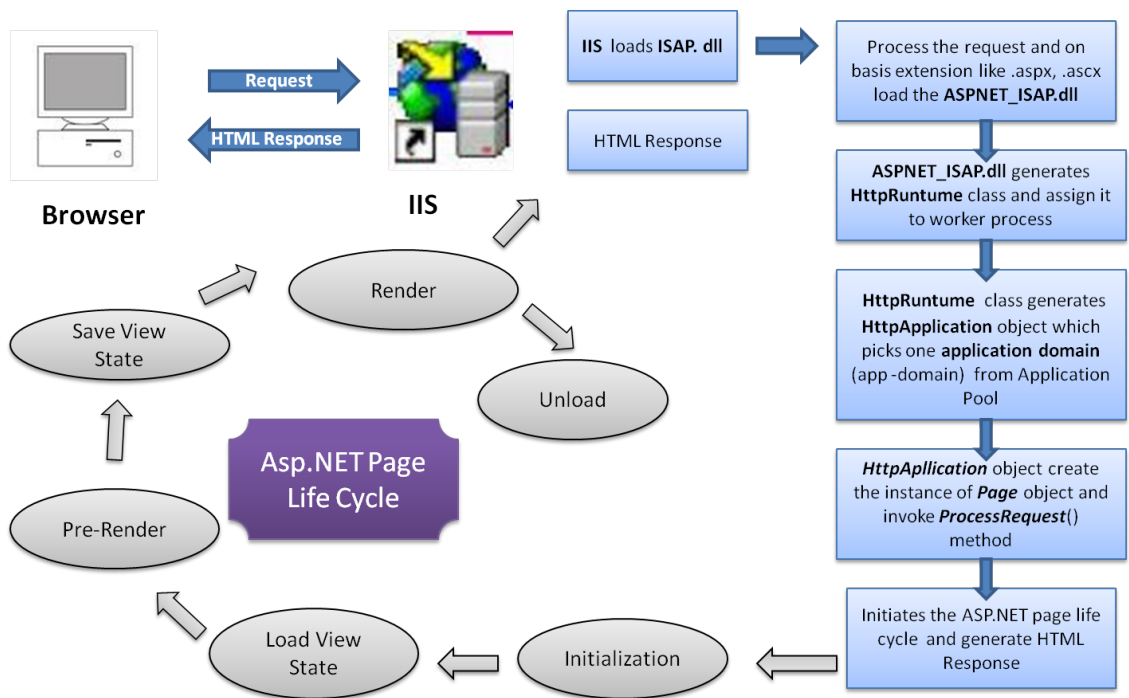 Request
HTML Response
Browser
IIS
IIS loads ISAP. dll
HTML Response
Process the request and on
basis extension like .aspx, .ascx
load the ASPNET_ISAP.dll
ASPNET_ISAP.dll generates
HttpRuntume class and assign it
to worker process
HttpRuntume class generates
HttpApplication object which
picks one application domain
(app -domain) from Application
Pool
HttpApllication object create
the instance of Page object and
invoke ProcessRequest()
method
Initiates the ASP.NET page life
cycle and generate HTML
Response
Initialization
Load View
State
Pre-Render
Save View
State
Render
Unload
Asp.NET Page
Life Cycle